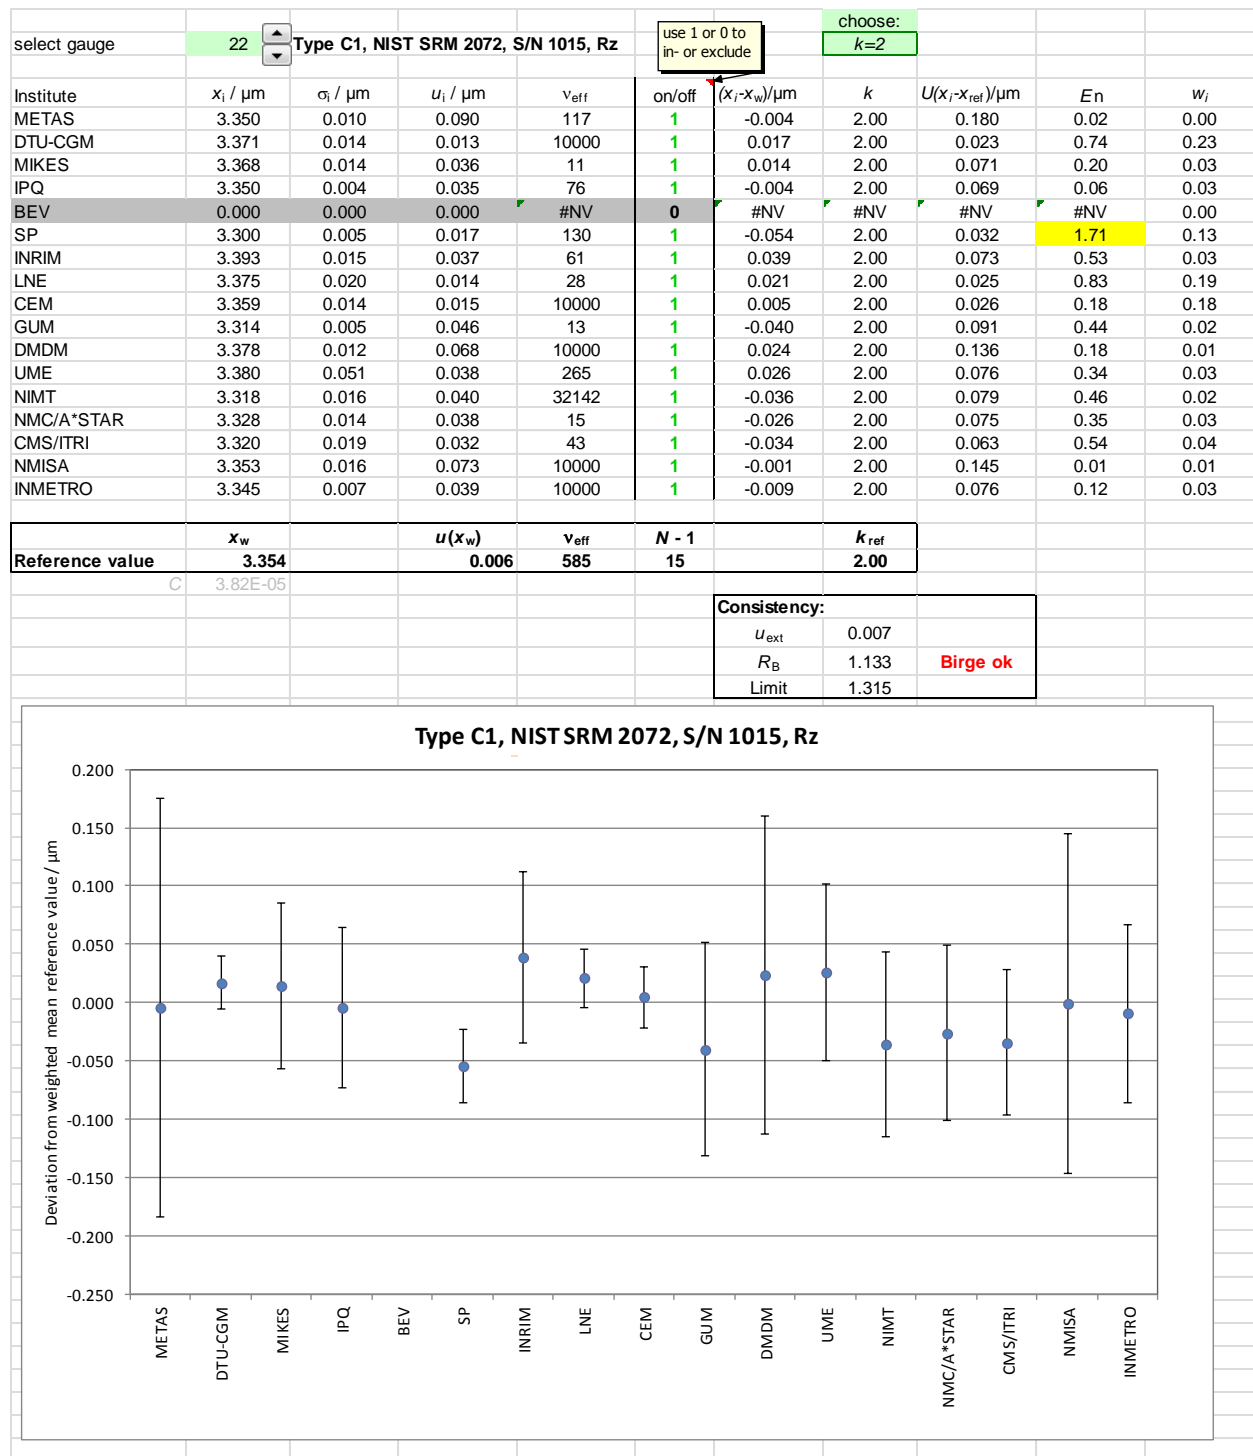 choose:
select gauge 22 Type C1, NIST SRM 2072, S/N 1015, Rz use 1 or 0 to in- or exclude k=2
Institute xi / µm σi / µm ui / µm νeff on/off (xi-xw)/µm k U(xi-xref)/µm En wi
METAS 3.350 0.010 0.090 117 1 -0.004 2.00 0.180 0.02 0.00
DTU-CGM 3.371 0.014 0.013 10000 1 0.017 2.00 0.023 0.74 0.23
MIKES 3.368 0.014 0.036 11 1 0.014 2.00 0.071 0.20 0.03
IPQ 3.350 0.004 0.035 76 1 -0.004 2.00 0.069 0.06 0.03
BEV 0.000 0.000 0.000 #NV 0 #NV #NV #NV #NV 0.00
SP 3.300 0.005 0.017 130 1 -0.054 2.00 0.032 1.71 0.13
INRIM 3.393 0.015 0.037 61 1 0.039 2.00 0.073 0.53 0.03
LNE 3.375 0.020 0.014 28 1 0.021 2.00 0.025 0.83 0.19
CEM 3.359 0.014 0.015 10000 1 0.005 2.00 0.026 0.18 0.18
GUM 3.314 0.005 0.046 13 1 -0.040 2.00 0.091 0.44 0.02
DMDM 3.378 0.012 0.068 10000 1 0.024 2.00 0.136 0.18 0.01
UME 3.380 0.051 0.038 265 1 0.026 2.00 0.076 0.34 0.03
NIMT 3.318 0.016 0.040 32142 1 -0.036 2.00 0.079 0.46 0.02
NMC/A*STAR 3.328 0.014 0.038 15 1 -0.026 2.00 0.075 0.35 0.03
CMS/ITRI 3.320 0.019 0.032 43 1 -0.034 2.00 0.063 0.54 0.04
NMISA 3.353 0.016 0.073 10000 1 -0.001 2.00 0.145 0.01 0.01
INMETRO 3.345 0.007 0.039 10000 1 -0.009 2.00 0.076 0.12 0.03
xw u(xw) νeff N - 1 kref
Reference value 3.354 0.006 585 15 2.00
C 3.82E-05
Consistency:
uext 0.007
RB 1.133 Birge ok
Limit 1.315
Type C1, NIST SRM 2072, S/N 1015, Rz
Deviation from weighted mean reference value / µm
0.200
0.150
0.100
0.050
0.000
-0.050
-0.100
-0.150
-0.200
-0.250
METAS
DTU-CGM
MIKES
IPQ
BEV
SP
INRIM
LNE
CEM
GUM
DMDM
UME
NIMT
NMC/A*STAR
CMS/ITRI
NMISA
INMETRO